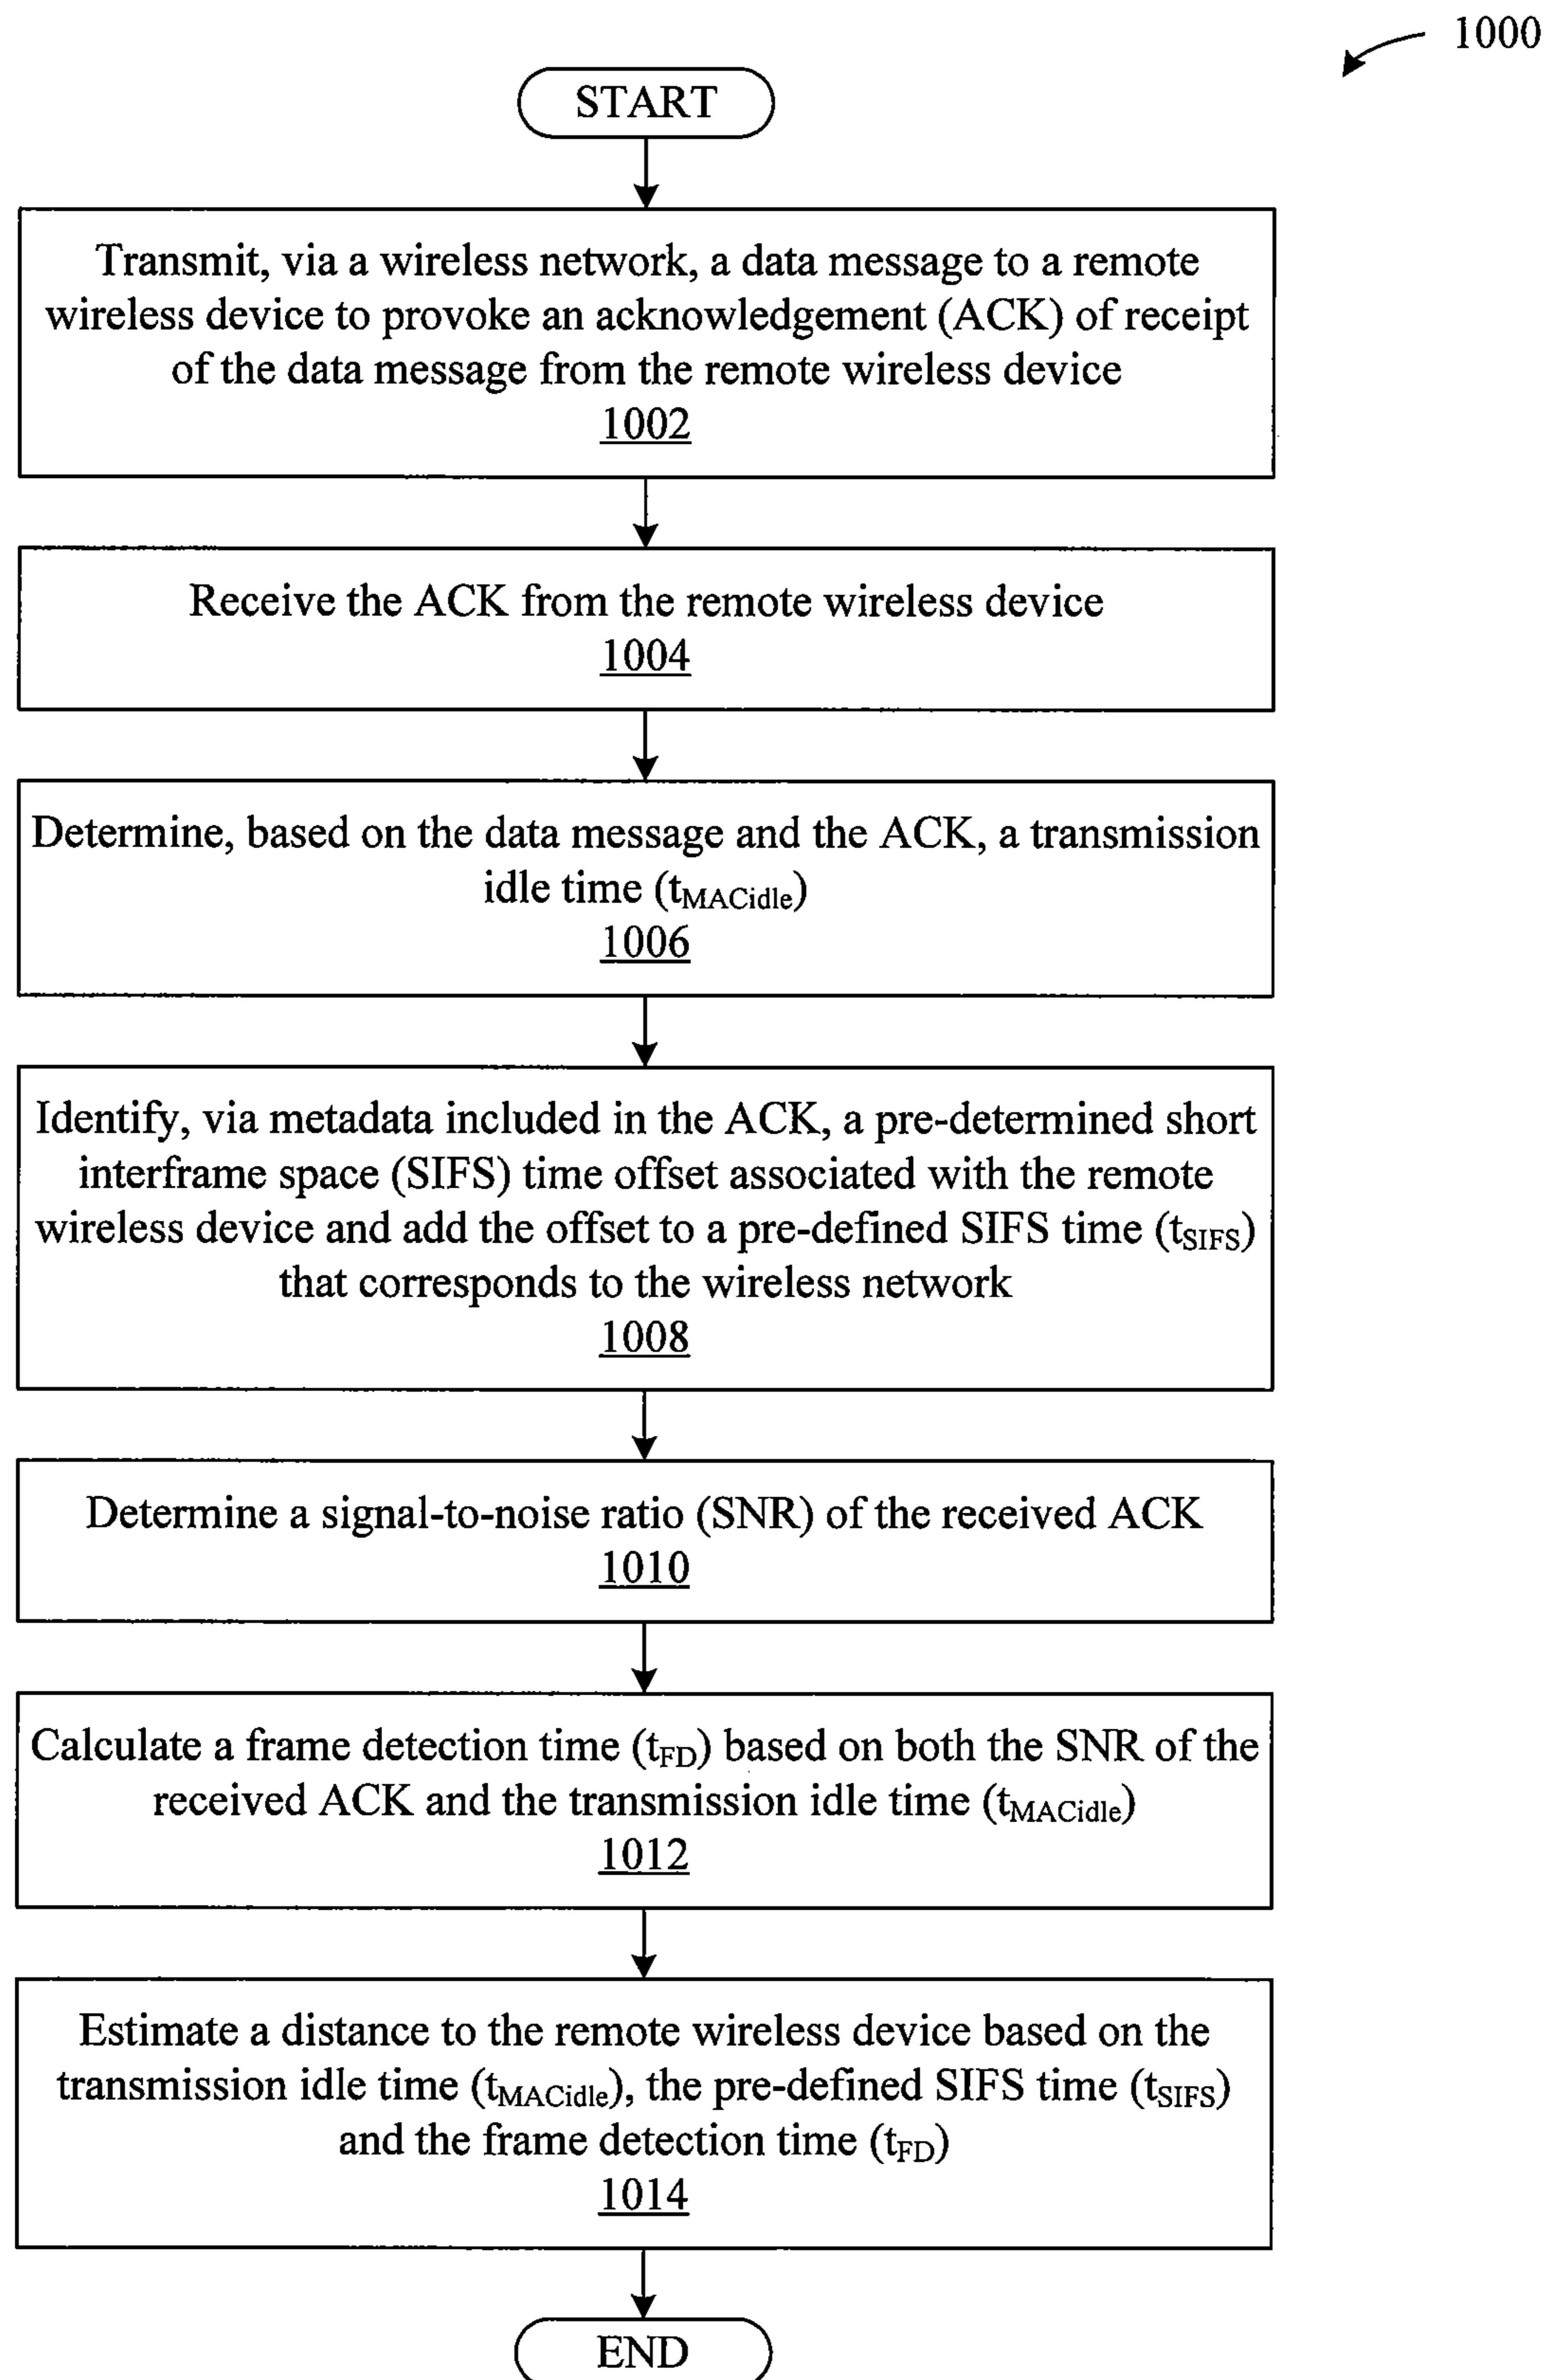 1000
START
Transmit, via a wireless network, a data message to a remote
wireless device to provoke an acknowledgement (ACK) of receipt
of the data message from the remote wireless device
1002
Receive the ACK from the remote wireless device
1004
Determine, based on the data message and the ACK, a transmission
idle time (tMACidle)
1006
Identify, via metadata included in the ACK, a pre-determined short
interframe space (SIFS) time offset associated with the remote
wireless device and add the offset to a pre-defined SIFS time (tSIFS)
that corresponds to the wireless network
1008
Determine a signal-to-noise ratio (SNR) of the received ACK
1010
Calculate a frame detection time (tFD) based on both the SNR of the
received ACK and the transmission idle time (tMACidle)
1012
Estimate a distance to the remote wireless device based on the
transmission idle time (tMACidle), the pre-defined SIFS time (tSIFS)
and the frame detection time (tFD)
1014
END